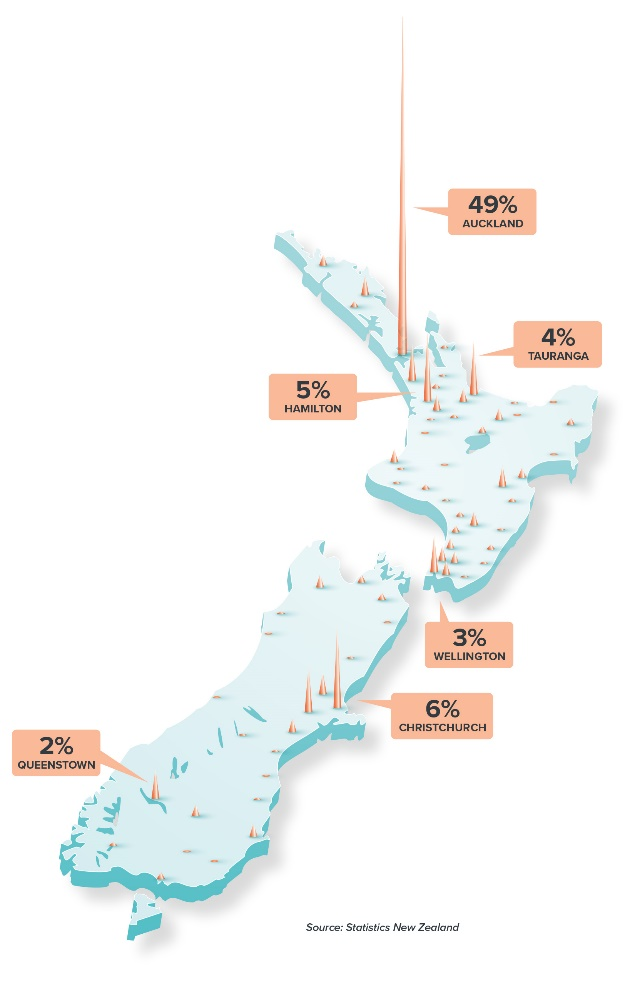 49%
AUCKLAND
4%
TAURANGA
5%
HAMILTON
3%
WELLINGTON
6%
CHRISTCHURCH
2%
QUEENSTOWN
Source: Statistics New Zealand